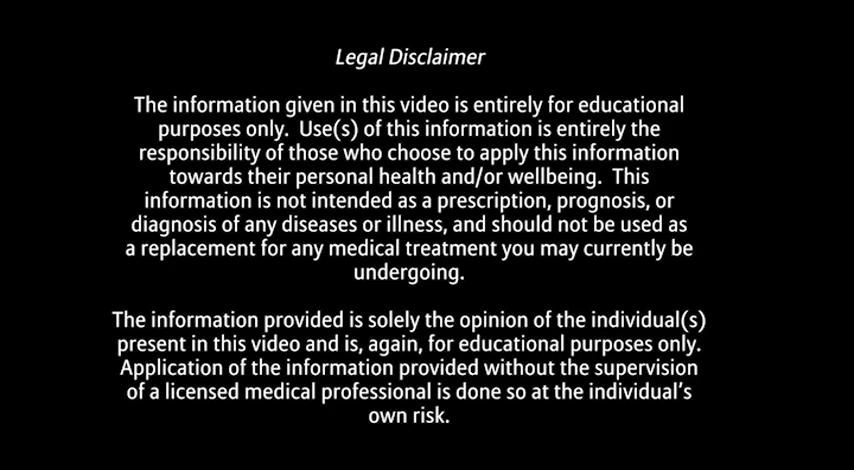 Legal Disclaimer
The information given in this video is entirely for educational
purposes only.  Use(s) of this information is entirely the
responsibility of those who choose to apply this information
towards their personal health and/or wellbeing.  This
information is not intended as a prescription, prognosis, or
diagnosis of any diseases or illness, and should not be used as
a replacement for any medical treatment you may currently be
undergoing.
The information provided is solely the opinion of the individual(s)
present in this video and is, again, for educational purposes only.
Application of the information provided without the supervision
of a licensed medical professional is done so at the individual’s
own risk.